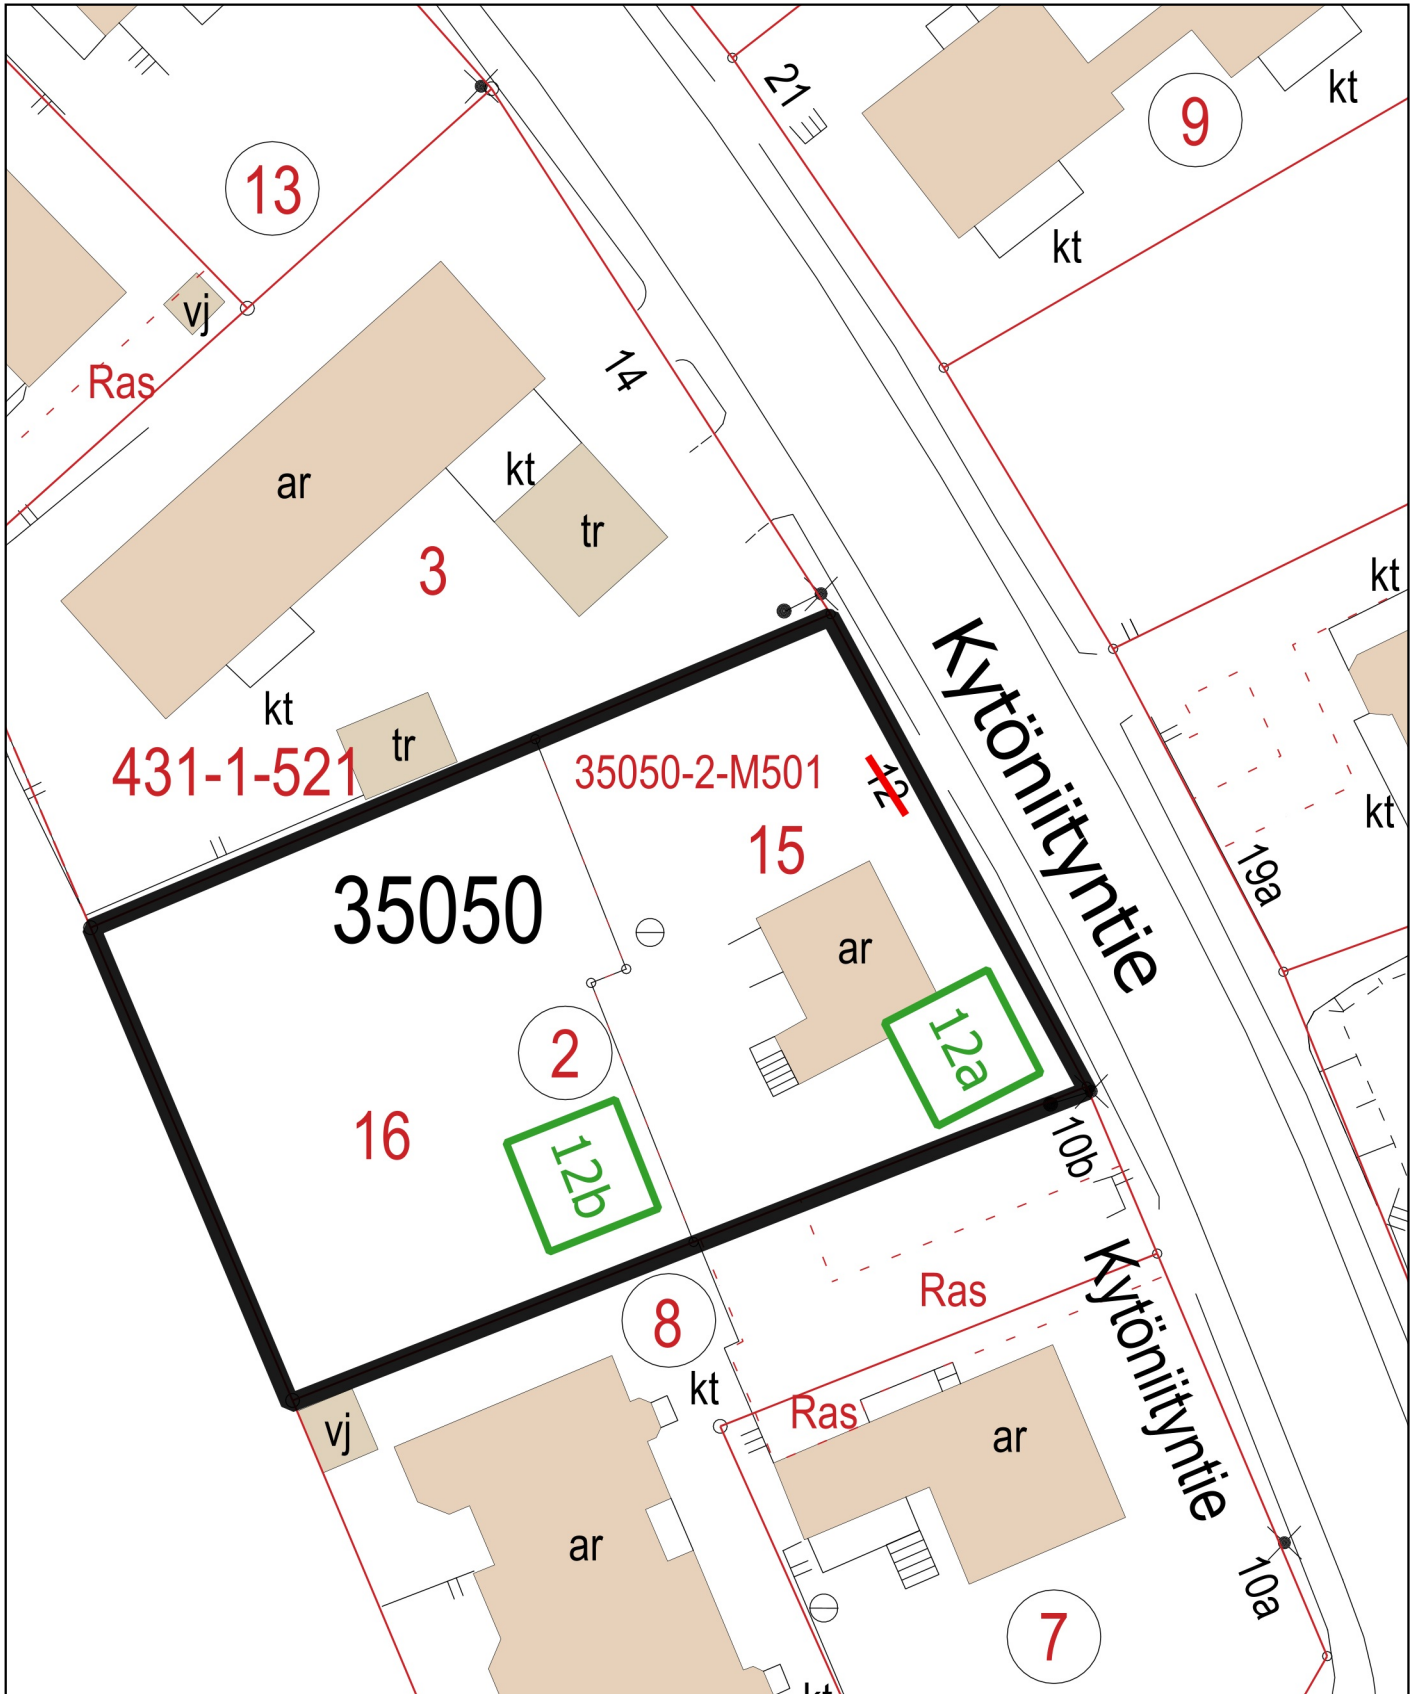 21
kt
9
13
kt
vj
14
Ras
kt
ar
tr
3
kt
kt
Kytöniityntie
tr
431-1-521
35050-2-M501
12
kt
15
19a
35050
ar
12a
2
16
10b
12b
Ras
8
Kytöniityntie
kt
Ras
vj
ar
ar
10a
7
kt